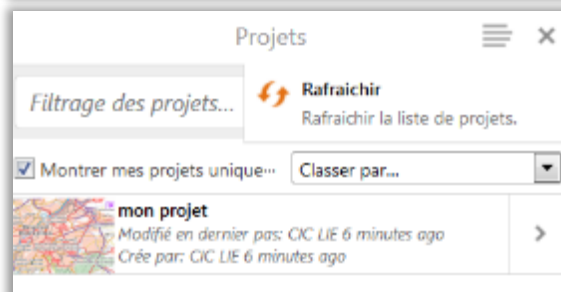 Projets
Rafraichir
Filtrage des projets...
Rafraichir la liste de projets.
Montrer mes projets unique...
Classer par...
mon projet
Modifié en dernier pas: CIC LIE 6 minutes ago
Crée par: CIC LIE 6 minutes ago